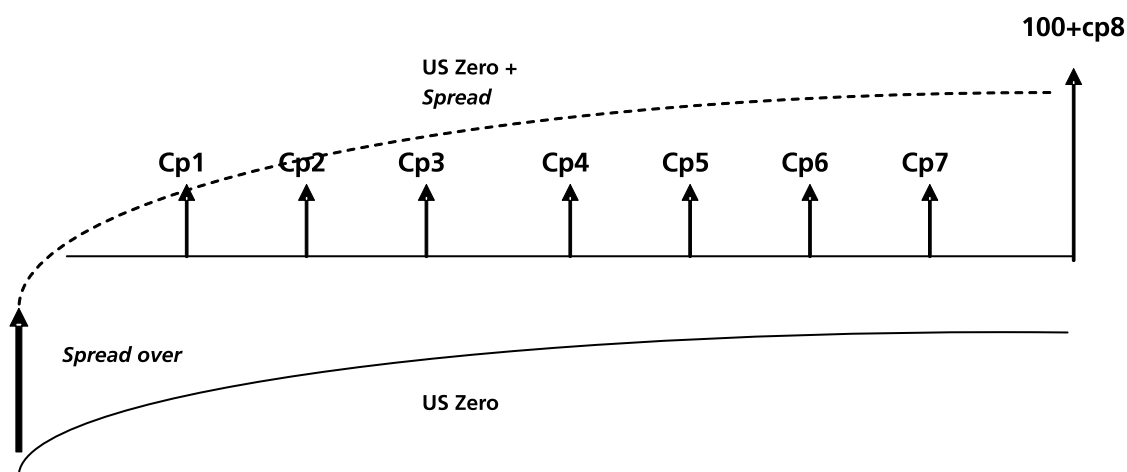 100+cp8
US Zero +
Spread
Cp1 Cp2 Cp3 Cp4 Cp5 Cp6 Cp7
Spread over
US Zero